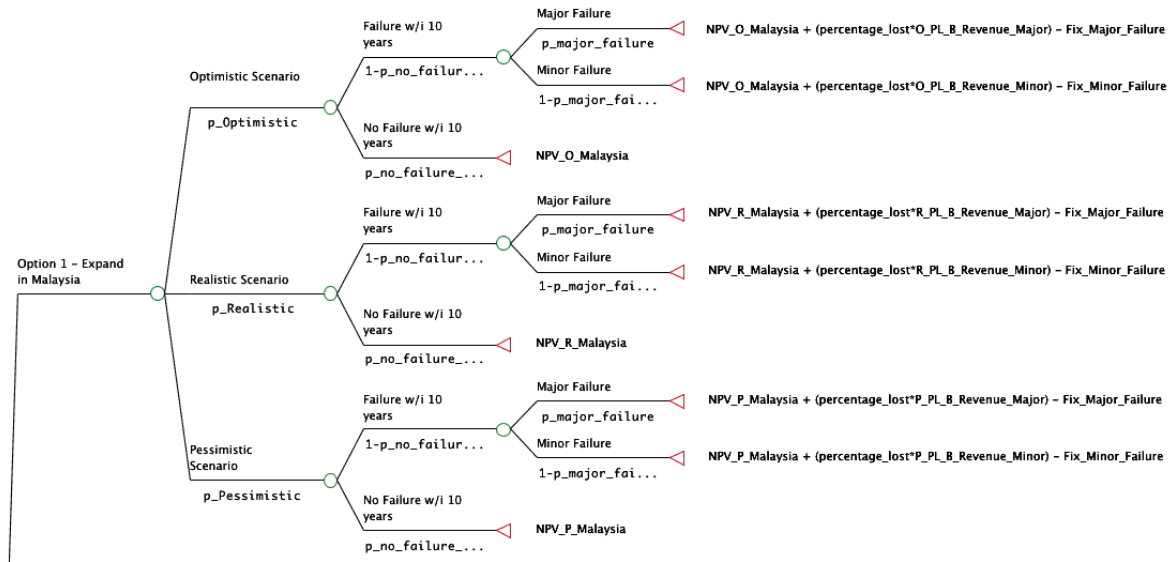 Major Failure
Failure w/i 10
years
NPV_O_Malaysia + (percentage_lost*O_PL_B_Revenue_Major) - Fix_Major_Failure
p_major_failure
Minor Failure
1-p_no_failur...
Optimistic Scenario
NPV_O_Malaysia + (percentage_lost*O_PL_B_Revenue_Minor) - Fix_Minor_Failure
1-p_major_fai...
p_Optimistic
No Failure w/i 10
years
NPV_O_Malaysia
p_no_failure_...
Major Failure
Failure w/i 10
years
NPV_R_Malaysia + (percentage_lost*R_PL_B_Revenue_Major) - Fix_Major_Failure
p_major_failure
Minor Failure
1-p_no_failur...
Option 1 - Expand
in Malaysia
Realistic Scenario
NPV_R_Malaysia + (percentage_lost*R_PL_B_Revenue_Minor) - Fix_Minor_Failure
1-p_major_fai...
p_Realistic
No Failure w/i 10
years
NPV_R_Malaysia
p_no_failure_...
Major Failure
Failure w/i 10
years
NPV_P_Malaysia + (percentage_lost*P_PL_B_Revenue_Major) - Fix_Major_Failure
p_major_failure
Minor Failure
1-p_no_failur...
Pessimistic
Scenario
NPV_P_Malaysia + (percentage_lost*P_PL_B_Revenue_Minor) - Fix_Minor_Failure
1-p_major_fai...
p_Pessimistic
No Failure w/i 10
years
NPV_P_Malaysia
p_no_failure_...